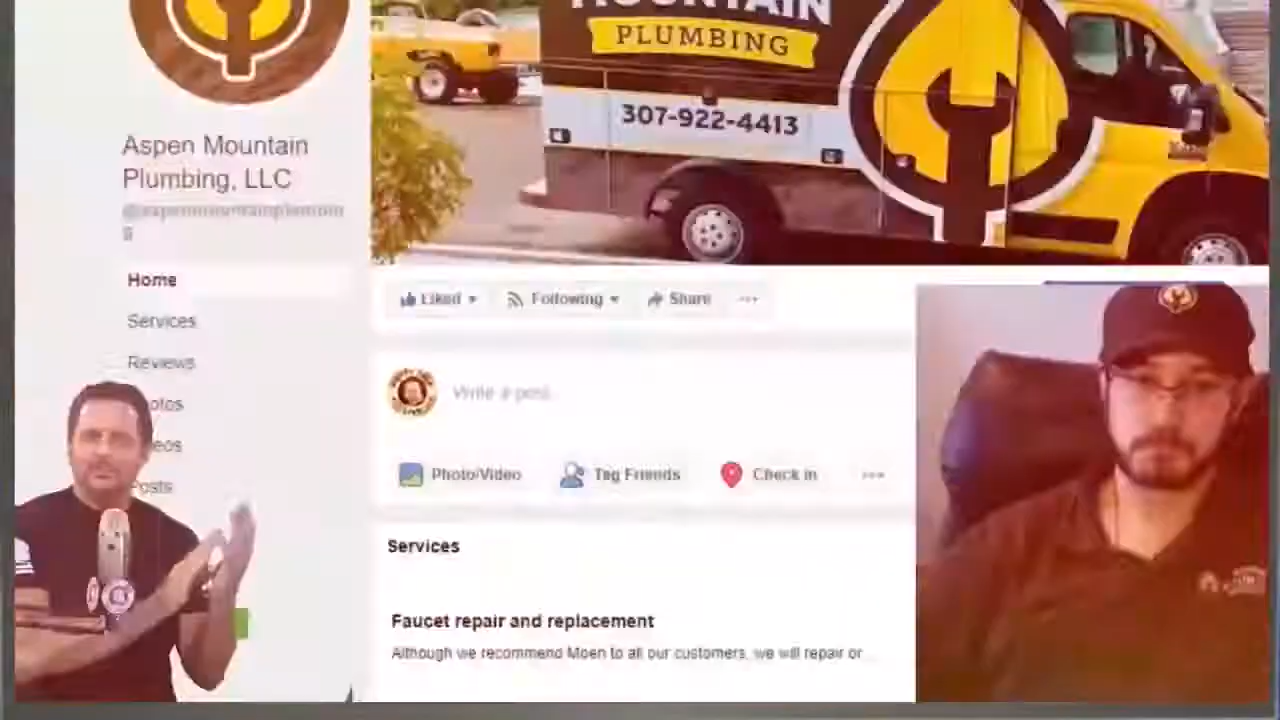 MOUNTAIN
PLUMBING
307-922-4413
Aspen Mountain
Plumbing, LLC
Home
Services
Reviews
Posts
Liked
Following
Share
Write a post
Photo/Video
Tag Friends
Check in
Services
Faucet repair and replacement
Although we recommend Moen to all our customers, we will repair or